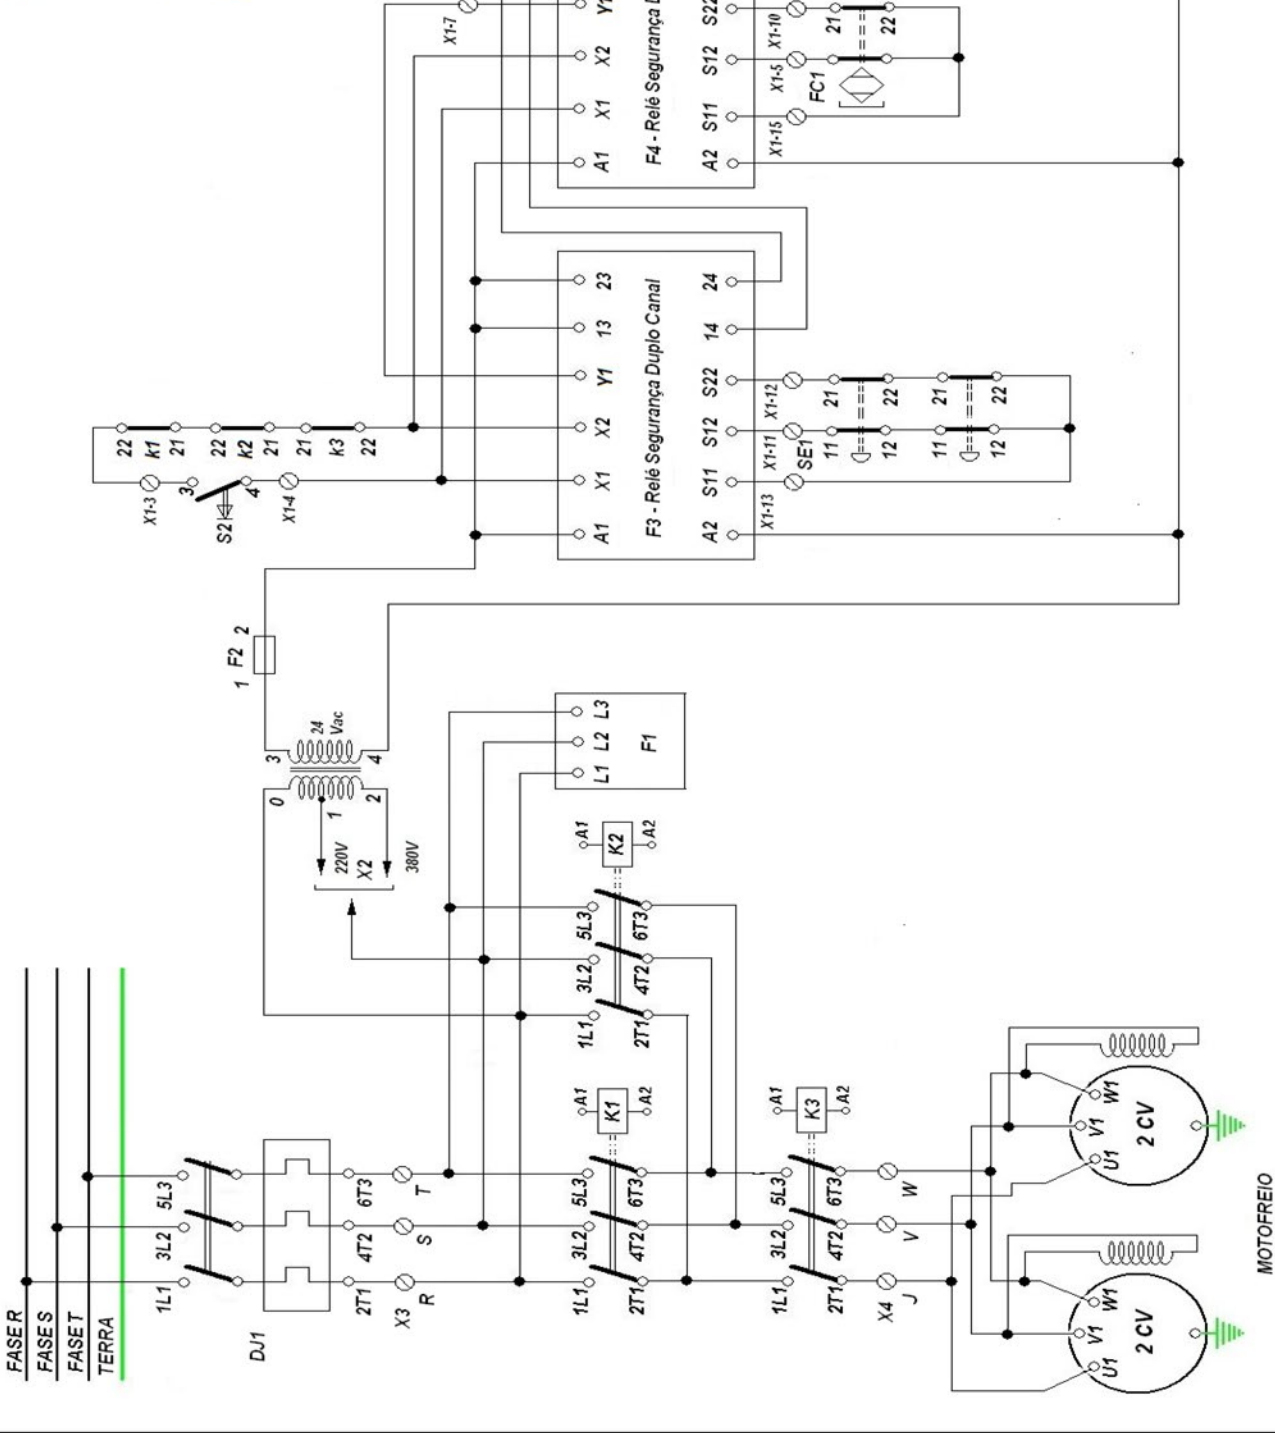 FASE R
FASE S
FASE T
TERRA
1L1
3L2
5L3
DJ1
2T1
4T2
6T3
X3
R
S
T
1L1
3L2
5L3
2T1
4T2
6T3
A1
K1
A2
1L1
3L2
5L3
2T1
4T2
6T3
A1
K2
A2
1L1
3L2
5L3
2T1
4T2
6T3
A1
K3
A2
X4
J
V
W
U1
V1
W1
2 CV
U1
V1
W1
2 CV
MOTOFREIO
L1
L2
L3
F1
0
1
2
220V
X2
380V
3
4
24
Vac
1
F2
2
S2
X1-3
3
4
X1-4
22
k1
21
22
k2
21
21
k3
22
A1
X1
X2
Y1
13
23
F3 - Relé Segurança Duplo Canal
A2
S11
S12
S22
14
24
X1-13
X1-11
X1-12
SE1
11
12
11
12
21
22
21
22
A1
X1
X2
X1-7
F4 - Relé Segurança
A2
S11
S12
S22
X1-15
X1-5
X1-10
FC1
21
22